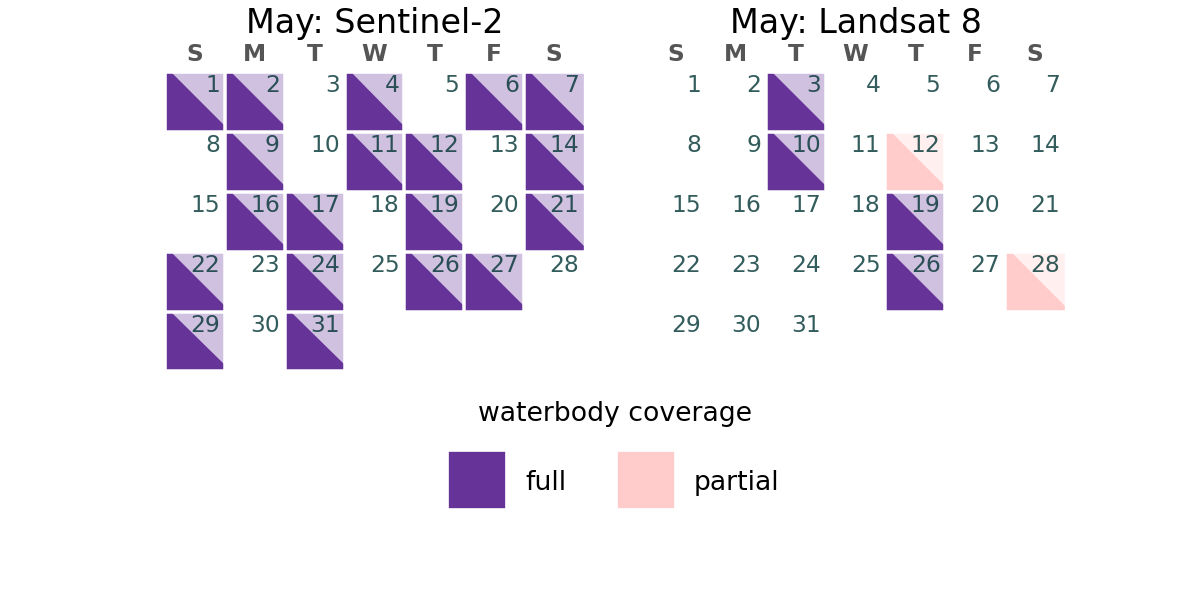 May: Sentinel-2
S M T W T F S
1 2 3 4 5 6 7
8 9 10 11 12 13 14
15 16 17 18 19 20 21
22 23 24 25 26 27 28
29 30 31
May: Landsat 8
S M T W T F S
1 2 3 4 5 6 7
8 9 10 11 12 13 14
15 16 17 18 19 20 21
22 23 24 25 26 27 28
29 30 31
waterbody coverage
full partial